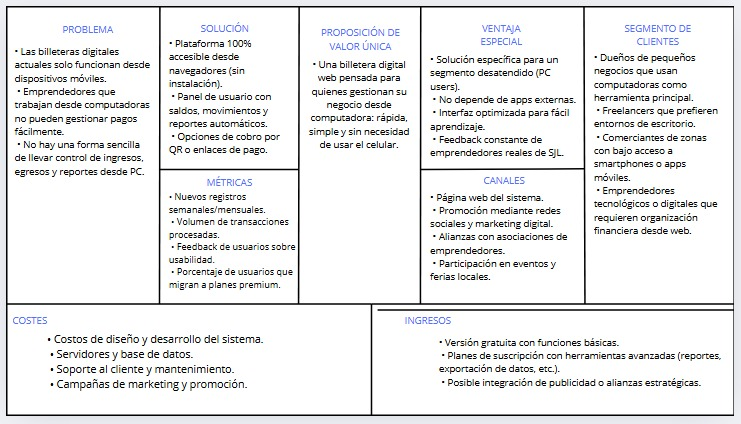 PROBLEMA
• Las billeteras digitales
actuales solo funcionan desde
dispositivos móviles.
• Emprendedores que
trabajan desde computadoras
no pueden gestionar pagos
fácilmente.
• No hay una forma sencilla
de llevar control de ingresos,
egresos y reportes desde PC.
SOLUCIÓN
• Plataforma 100%
accesible desde
navegadores (sin
instalación).
• Panel de usuario con
saldos, movimientos y
reportes automáticos.
• Opciones de cobro por
QR o enlaces de pago.
MÉTRICAS
• Nuevos registros
semanales/mensuales.
• Volumen de transacciones
procesadas.
• Feedback de usuarios sobre
usabilidad.
• Porcentaje de usuarios que
migran a planes premium.
PROPOSICIÓN DE
VALOR ÚNICA
• Una billetera digital
web pensada para
quienes gestionan su
negocio desde
computadora: rápida,
simple y sin necesidad
de usar el celular.
VENTAJA
ESPECIAL
• Solución específica para un
segmento desatendido (PC
users).
• No depende de apps externas.
• Interfaz optimizada para fácil
aprendizaje.
• Feedback constante de
emprendedores reales de SJL.
CANALES
• Página web del sistema.
• Promoción mediante redes
sociales y marketing digital.
• Alianzas con asociaciones de
emprendedores.
• Participación en eventos y
ferias locales.
SEGMENTO DE
CLIENTES
• Dueños de pequeños
negocios que usan
computadoras como
herramienta principal.
• Freelancers que prefieren
entornos de escritorio.
• Comerciantes de zonas
con bajo acceso a
smartphones o apps
móviles.
• Emprendedores
tecnológicos o digitales que
requieren organización
financiera desde web.
COSTES
• Costos de diseño y desarrollo del sistema.
• Servidores y base de datos.
• Soporte al cliente y mantenimiento.
• Campañas de marketing y promoción.
INGRESOS
• Versión gratuita con funciones básicas.
• Planes de suscripción con herramientas avanzadas (reportes,
exportación de datos, etc.).
• Posible integración de publicidad o alianzas estratégicas.